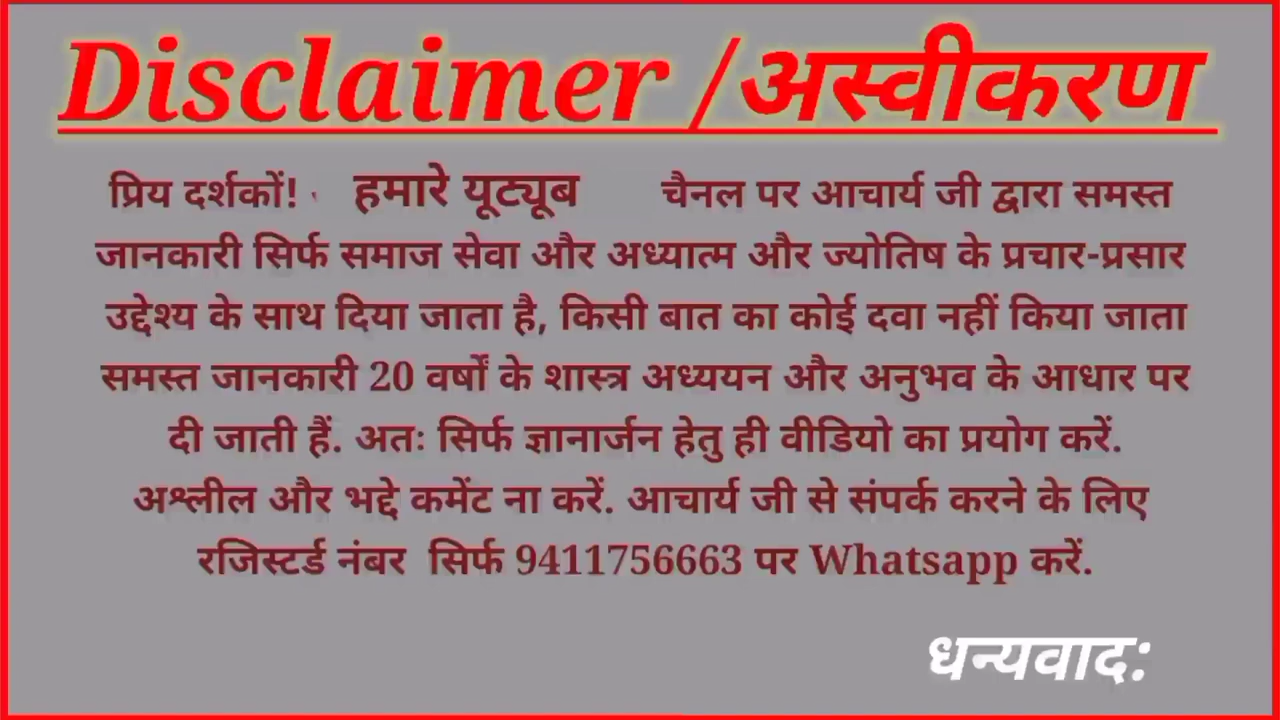 Disclaimer /अस्वीकरण
प्रिय दर्शकों! हमारे यूट्यूब चैनल पर आचार्य जी द्वारा समस्त
जानकारी सिर्फ समाज सेवा और अध्यात्म और ज्योतिष के प्रचार-प्रसार
उद्देश्य के साथ दिया जाता है, किसी बात का कोई दवा नहीं किया जाता
समस्त जानकारी 20 वर्षों के शास्त्र अध्ययन और अनुभव के आधार पर
दी जाती हैं. अतः सिर्फ ज्ञानार्जन हेतु ही वीडियो का प्रयोग करें.
अश्लील और भद्दे कमेंट ना करें. आचार्य जी से संपर्क करने के लिए
रजिस्टर्ड नंबर सिर्फ 9411756663 पर Whatsapp करें.
धन्यवाद: